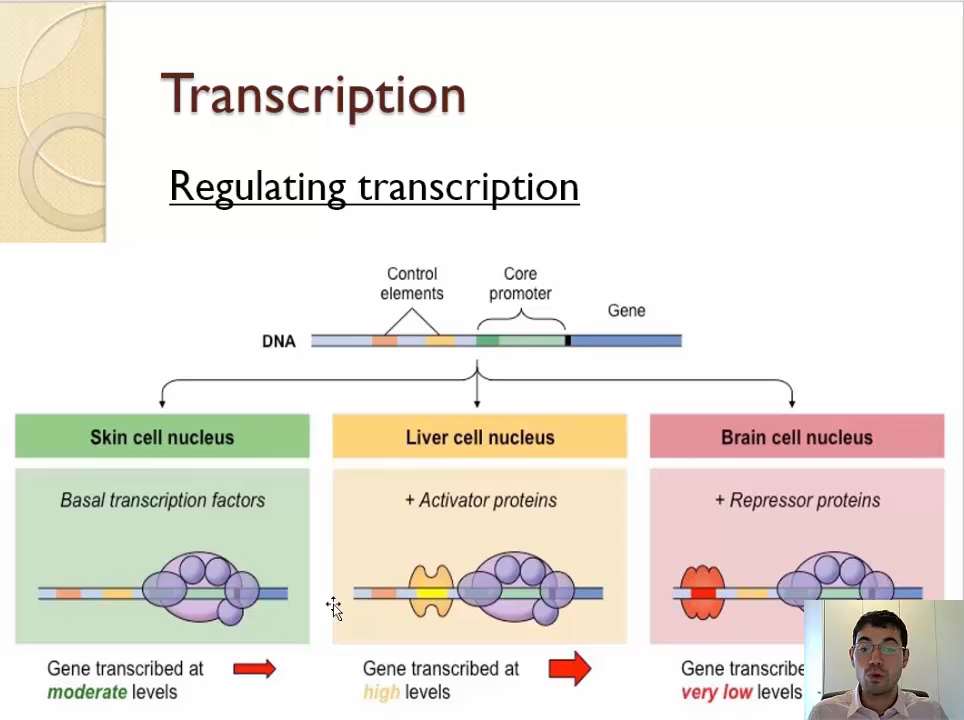 Transcription
Regulating transcription
Control
elements
Core
promoter
Gene
DNA
Skin cell nucleus
Liver cell nucleus
Brain cell nucleus
Basal transcription factors
+ Activator proteins
+ Repressor proteins
Gene transcribed at
moderate levels
Gene transcribed at
high levels
Gene
very low levels